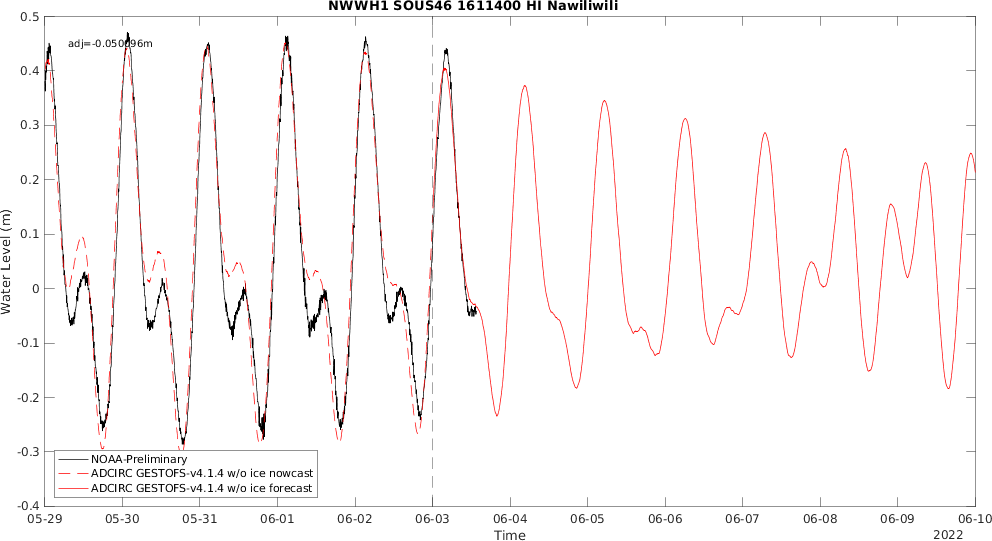 NWWH1 SOUS46 1611400 HI Nawiliwili
adj=-0.050096m
Water Level (m)
0.5
0.4
0.3
0.2
0.1
0
-0.1
-0.2
-0.3
-0.4
NOAA-Preliminary
ADCIRC GESTOFS-v4.1.4 w/o ice nowcast
ADCIRC GESTOFS-v4.1.4 w/o ice forecast
05-29 05-30 05-31 06-01 06-02 06-03 06-04 06-05 06-06 06-07 06-08 06-09 06-10
Time
2022